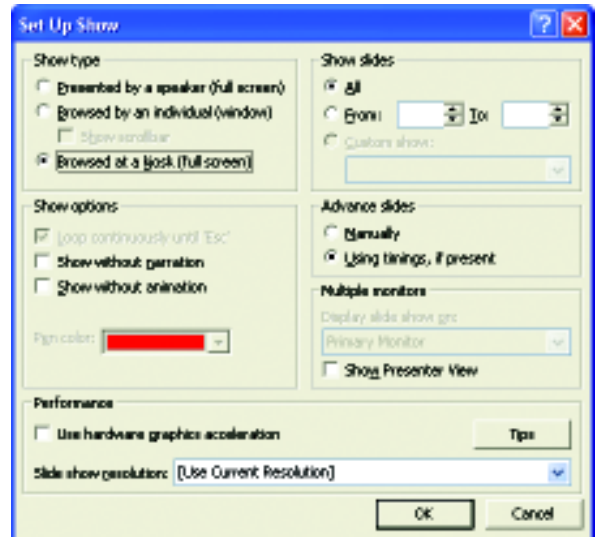 Set Up Show
Show type
Presented by a speaker (full screen)
Browsed by an individual (window)
Show scrollbar
Browsed at a kiosk (full screen)
Show slides
All
From: To:
Custom show:
Show options
Loop continuously until 'Esc'
Show without narration
Show without animation
Pen color:
Advance slides
Manually
Using timings, if present
Multiple monitors
Display slide show on:
Primary Monitor
Show Presenter View
Performance
Use hardware graphics acceleration
Tips
Slide show resolution: [Use Current Resolution]
OK Cancel